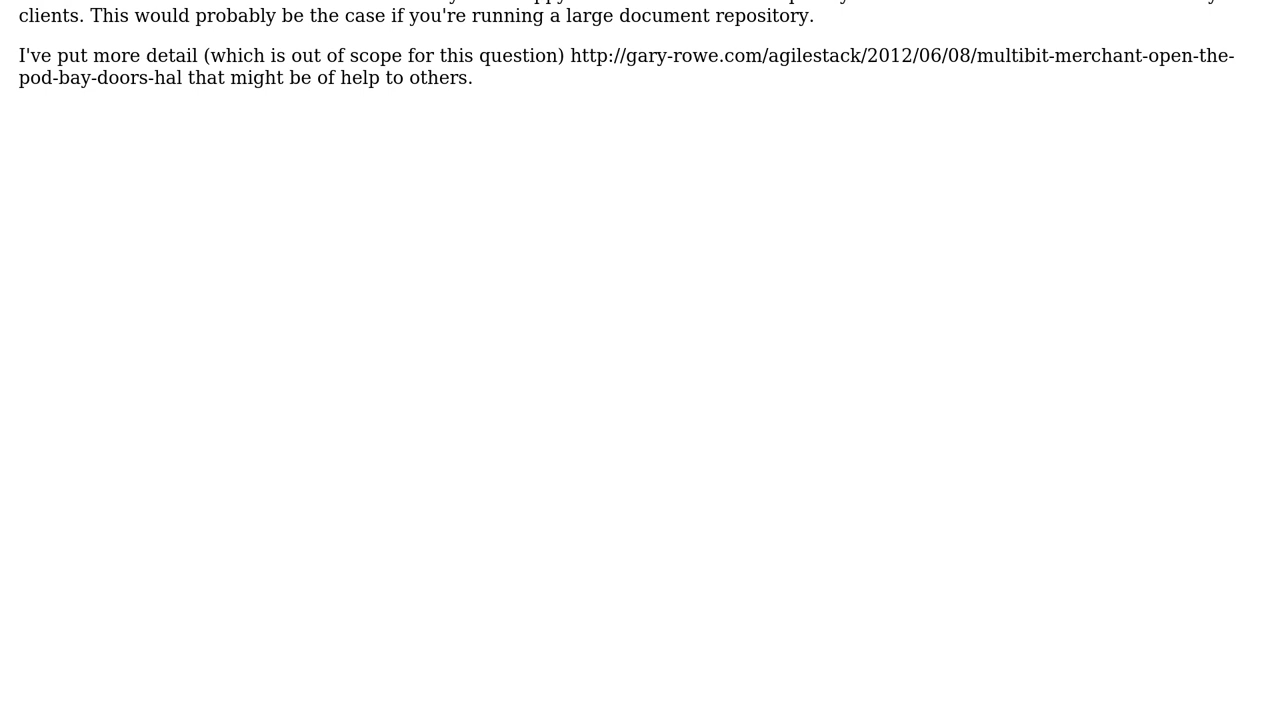 clients. This would probably be the case if you're running a large document repository.
I've put more detail (which is out of scope for this question) http://gary-rowe.com/agilestack/2012/06/08/multibit-merchant-open-the-
pod-bay-doors-hal that might be of help to others.